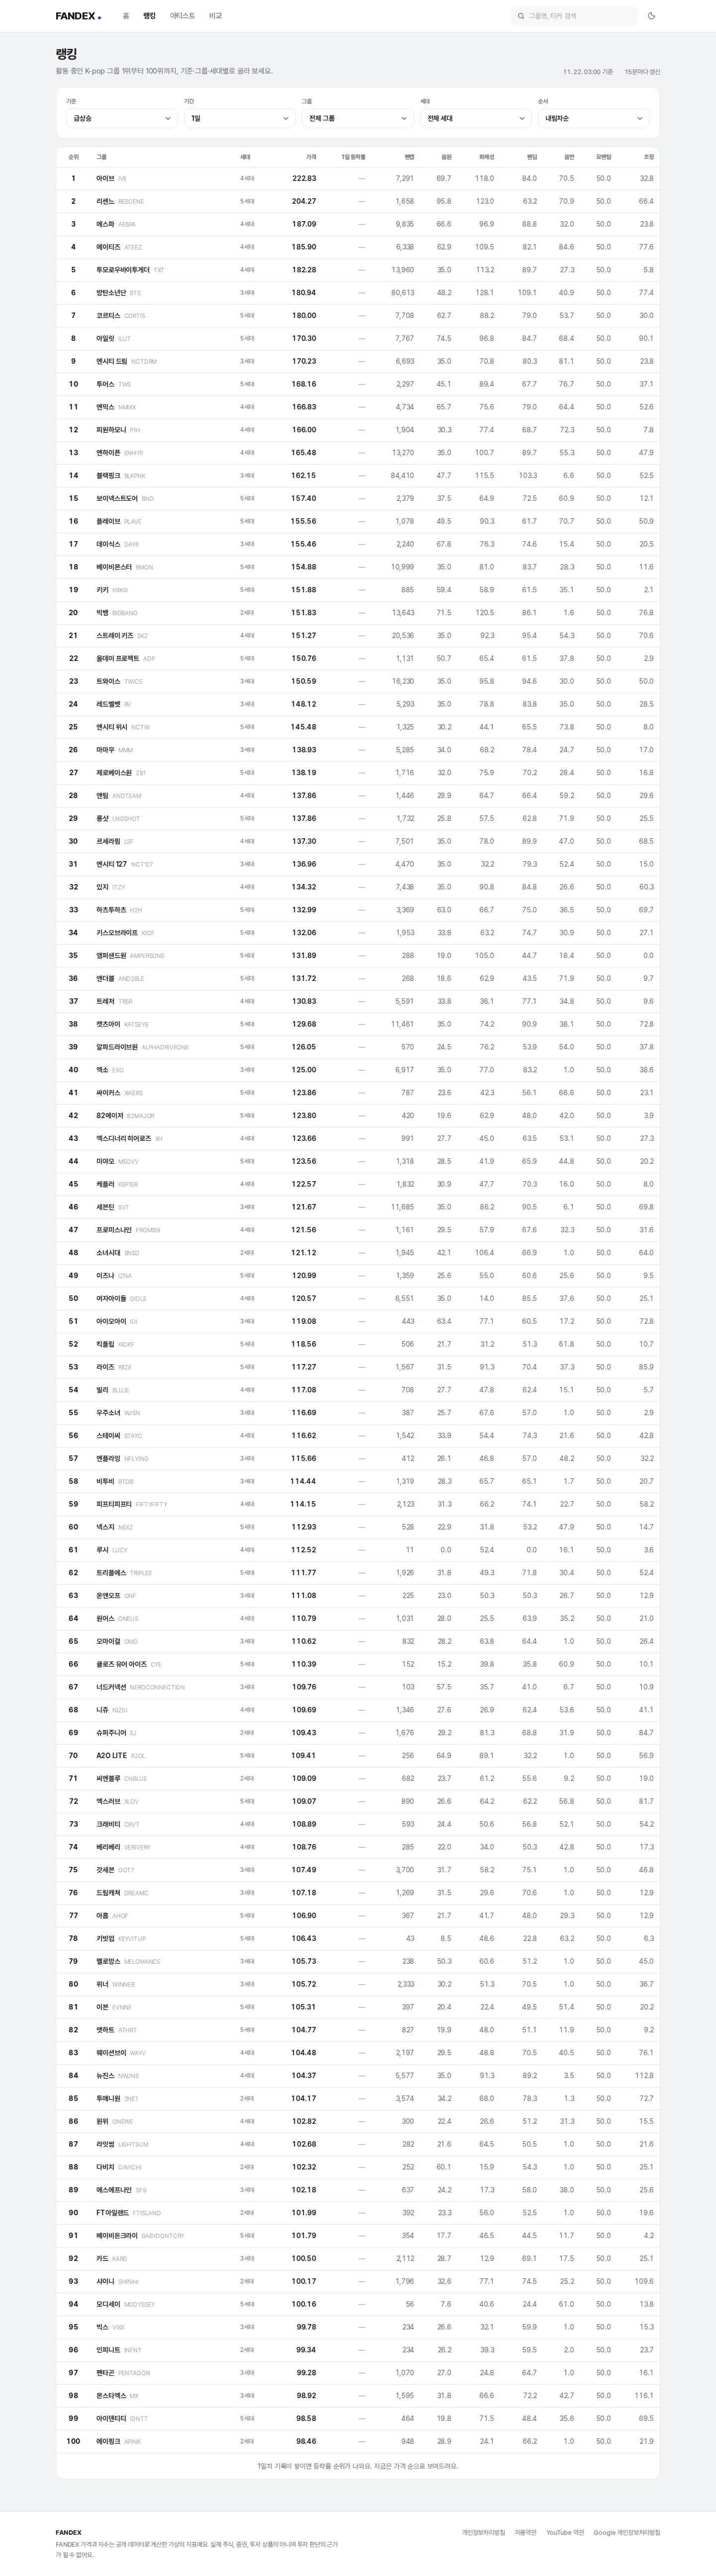 FANDEX 홈 랭킹 아티스트 비교 그룹명, 티커 검색
랭킹
활동 중인 K-pop 그룹 1위부터 100위까지, 기준·그룹·세대별로 골라 보세요. 11. 22. 03:00 기준 15분마다 갱신
기준 기간 그룹 세대 순서
급상승 1일 전체 그룹 전체 세대 내림차순
순위 그룹 세대 가격 1일 등락률 팬캡 음원 화제성 팬덤 음반 모멘텀 조정
1 아이브 IVE 4세대 222.83 — 7,291 69.7 118.0 84.0 70.5 50.0 32.8
2 리센느 RESCENE 5세대 204.27 — 1,658 95.8 123.0 63.2 70.9 50.0 66.4
3 에스파 AESPA 4세대 187.09 — 9,835 66.6 96.9 88.8 32.0 50.0 23.8
4 에이티즈 ATEEZ 4세대 185.90 — 6,338 62.9 109.5 82.1 84.6 50.0 77.6
5 투모로우바이투게더 TXT 4세대 182.28 — 13,960 35.0 113.2 89.7 27.3 50.0 5.8
6 방탄소년단 BTS 3세대 180.94 — 80,613 48.2 128.1 109.1 40.9 50.0 77.4
7 코르티스 CORTIS 5세대 180.00 — 7,708 62.7 88.2 79.0 53.7 50.0 30.0
8 아일릿 ILLIT 5세대 170.30 — 7,767 74.5 96.8 84.7 68.4 50.0 90.1
9 엔시티 드림 NCTDRM 3세대 170.23 — 6,693 35.0 70.8 80.3 81.1 50.0 23.8
10 투어스 TWS 5세대 168.16 — 2,297 45.1 89.4 67.7 76.7 50.0 37.1
11 엔믹스 NMIXX 4세대 166.83 — 4,734 65.7 75.6 79.0 64.4 50.0 52.6
12 피원하모니 P1H 4세대 166.00 — 1,904 30.3 77.4 68.7 72.3 50.0 7.8
13 엔하이픈 ENHYP 4세대 165.48 — 13,270 35.0 100.7 89.7 55.3 50.0 47.9
14 블랙핑크 BLKPNK 3세대 162.15 — 84,410 47.7 115.5 103.3 6.6 50.0 52.5
15 보이넥스트도어 BND 5세대 157.40 — 2,379 37.5 64.9 72.5 60.9 50.0 12.1
16 플레이브 PLAVE 5세대 155.56 — 1,078 49.5 90.3 61.7 70.7 50.0 50.9
17 데이식스 DAY6 3세대 155.46 — 2,240 67.8 76.3 74.6 15.4 50.0 20.5
18 베이비몬스터 BMON 5세대 154.88 — 10,999 35.0 81.0 83.7 28.3 50.0 11.6
19 키키 KIIKIII 5세대 151.88 — 885 59.4 58.9 61.5 35.1 50.0 2.1
20 빅뱅 BIGBANG 2세대 151.83 — 13,643 71.5 120.5 86.1 1.6 50.0 76.8
21 스트레이 키즈 SKZ 4세대 151.27 — 20,536 35.0 92.3 95.4 54.3 50.0 70.6
22 올데이 프로젝트 ADP 5세대 150.76 — 1,131 50.7 65.4 61.5 37.8 50.0 2.9
23 트와이스 TWICE 3세대 150.59 — 16,230 35.0 95.8 94.6 30.0 50.0 50.0
24 레드벨벳 RV 3세대 148.12 — 5,293 35.0 78.8 83.8 35.0 50.0 28.5
25 엔시티 위시 NCTW 5세대 145.48 — 1,325 30.2 44.1 65.5 73.8 50.0 8.0
26 마마무 MMM 3세대 138.93 — 5,285 34.0 68.2 78.4 24.7 50.0 17.0
27 제로베이스원 ZB1 5세대 138.19 — 1,716 32.0 75.9 70.2 28.4 50.0 16.8
28 앤팀 ANDTEAM 4세대 137.86 — 1,446 29.9 64.7 66.4 59.2 50.0 29.6
29 롱샷 LNGSHOT 5세대 137.86 — 1,732 25.8 57.5 62.8 71.9 50.0 25.5
30 르세라핌 LSF 4세대 137.30 — 7,501 35.0 78.0 89.9 47.0 50.0 68.5
31 엔시티 127 NCT127 3세대 136.96 — 4,470 35.0 32.2 79.3 52.4 50.0 15.0
32 있지 ITZY 4세대 134.32 — 7,438 35.0 90.8 84.8 26.6 50.0 60.3
33 하츠투하츠 H2H 5세대 132.99 — 3,369 63.0 66.7 75.0 36.5 50.0 69.7
34 키스오브라이프 KIOF 5세대 132.06 — 1,953 33.8 63.2 74.7 30.9 50.0 27.1
35 앰퍼샌드원 AMPERS0NE 5세대 131.89 — 288 19.0 105.0 44.7 18.4 50.0 0.0
36 앤더블 AND2BLE 5세대 131.72 — 268 18.6 62.9 43.5 71.9 50.0 9.7
37 트레저 TRSR 4세대 130.83 — 5,591 33.8 36.1 77.1 34.8 50.0 9.6
38 캣츠아이 KATSEYE 5세대 129.68 — 11,461 35.0 74.2 90.9 38.1 50.0 72.8
39 알파드라이브원 ALPHADRIVEONE 5세대 126.05 — 570 24.5 76.2 53.9 54.0 50.0 37.8
40 엑소 EXO 3세대 125.00 — 6,917 35.0 77.0 83.2 1.0 50.0 38.6
41 싸이커스 XIKERS 5세대 123.86 — 787 23.6 42.3 56.1 66.6 50.0 23.1
42 82메이저 82MAJOR 5세대 123.80 — 420 19.6 62.9 48.0 42.0 50.0 3.9
43 엑스디너리 히어로즈 XH 4세대 123.66 — 991 27.7 45.0 63.5 53.1 50.0 27.3
44 미야오 MEOVV 5세대 123.56 — 1,318 28.5 41.9 65.9 44.8 50.0 20.2
45 케플러 KEP1ER 4세대 122.57 — 1,832 30.9 47.7 70.3 16.0 50.0 8.0
46 세븐틴 SVT 3세대 121.67 — 11,685 35.0 86.2 90.5 6.1 50.0 69.8
47 프로미스나인 FROMIS9 4세대 121.56 — 1,161 29.5 57.9 67.6 32.3 50.0 31.6
48 소녀시대 SNSD 2세대 121.12 — 1,945 42.1 106.4 66.9 1.0 50.0 64.0
49 이즈나 IZNA 5세대 120.99 — 1,359 25.6 55.0 60.6 25.6 50.0 9.5
50 여자아이들 GIDLE 4세대 120.57 — 6,551 35.0 14.0 85.5 37.6 50.0 25.1
51 아이오아이 IOI 3세대 119.08 — 443 63.4 77.1 60.5 17.2 50.0 72.8
52 킥플립 KICKF 5세대 118.56 — 506 21.7 31.2 51.3 61.8 50.0 10.7
53 라이즈 RIIZE 5세대 117.27 — 1,567 31.5 91.3 70.4 37.3 50.0 85.9
54 빌리 BLLLIE 4세대 117.08 — 708 27.7 47.8 62.4 15.1 50.0 5.7
55 우주소녀 WJSN 3세대 116.69 — 387 25.7 67.6 57.0 1.0 50.0 2.9
56 스테이씨 STAYC 4세대 116.62 — 1,542 33.9 54.4 74.3 21.6 50.0 42.8
57 엔플라잉 NFLYING 3세대 115.66 — 412 26.1 46.8 57.0 48.2 50.0 32.2
58 비투비 BTOB 3세대 114.44 — 1,319 28.3 65.7 65.1 1.7 50.0 20.7
59 피프티피프티 FIFTYFIFTY 4세대 114.15 — 2,123 31.3 66.2 74.1 22.7 50.0 58.2
60 넥스지 NEXZ 5세대 112.93 — 528 22.9 31.8 53.2 47.9 50.0 14.7
61 루시 LUCY 4세대 112.52 — 11 0.0 52.4 0.0 16.1 50.0 3.6
62 트리플에스 TRIPLES 5세대 111.77 — 1,926 31.8 49.3 71.8 30.4 50.0 52.4
63 온앤오프 ONF 3세대 111.08 — 225 23.0 50.3 50.3 26.7 50.0 12.9
64 원어스 ONEUS 4세대 110.79 — 1,031 28.0 25.5 63.9 35.2 50.0 21.0
65 오마이걸 OMG 3세대 110.62 — 832 28.2 63.8 64.4 1.0 50.0 26.4
66 클로즈 유어 아이즈 CYE 5세대 110.39 — 152 15.2 39.8 35.8 60.9 50.0 10.1
67 너드커넥션 NERDCONNECTION 3세대 109.76 — 103 57.5 35.7 41.0 6.7 50.0 10.9
68 니쥬 NIZIU 4세대 109.69 — 1,346 27.6 26.9 62.4 53.6 50.0 41.1
69 슈퍼주니어 SJ 2세대 109.43 — 1,676 29.2 81.3 68.8 31.9 50.0 84.7
70 A2O LITE A2OL 5세대 109.41 — 256 64.9 89.1 32.2 1.0 50.0 56.9
71 씨엔블루 CNBLUE 2세대 109.09 — 682 23.7 61.2 55.6 9.2 50.0 19.0
72 엑스러브 XLOV 5세대 109.07 — 890 26.6 64.2 62.2 56.8 50.0 81.7
73 크래비티 CRVT 4세대 108.89 — 593 24.4 50.6 56.8 52.1 50.0 54.2
74 베리베리 VERIVERY 4세대 108.76 — 285 22.0 34.0 50.3 42.8 50.0 17.3
75 갓세븐 GOT7 3세대 107.49 — 3,700 31.7 58.2 75.1 1.0 50.0 46.8
76 드림캐쳐 DREAMC 3세대 107.18 — 1,269 31.5 29.6 70.6 1.0 50.0 12.9
77 아홉 AHOF 5세대 106.90 — 367 21.7 41.7 48.0 29.3 50.0 12.9
78 키빗업 KEYVITUP 5세대 106.43 — 43 8.5 48.6 22.8 63.2 50.0 6.3
79 멜로망스 MELOMANCE 3세대 105.73 — 238 50.3 60.6 51.2 1.0 50.0 45.0
80 위너 WINNER 3세대 105.72 — 2,333 30.2 51.3 70.5 1.0 50.0 36.7
81 이븐 EVNNE 5세대 105.31 — 397 20.4 22.4 49.5 51.4 50.0 20.2
82 앳하트 ATHRT 5세대 104.77 — 827 19.9 48.0 51.1 11.9 50.0 9.2
83 웨이션브이 WAYV 4세대 104.48 — 2,197 29.5 48.8 70.5 40.5 50.0 76.1
84 뉴진스 NWJNS 4세대 104.37 — 5,577 35.0 91.3 89.2 3.5 50.0 112.8
85 투애니원 2NE1 2세대 104.17 — 3,574 34.2 68.0 78.3 1.3 50.0 72.7
86 원위 ONEWE 4세대 102.82 — 300 22.4 26.6 51.2 31.3 50.0 15.5
87 라잇썸 LIGHTSUM 4세대 102.68 — 282 21.6 64.5 50.5 1.0 50.0 21.6
88 다비치 DAVICHI 2세대 102.32 — 252 60.1 15.9 54.3 1.0 50.0 25.1
89 에스에프나인 SF9 3세대 102.18 — 637 24.2 17.3 58.0 38.0 50.0 25.6
90 FT아일랜드 FTISLAND 2세대 101.99 — 392 23.3 56.0 52.5 1.0 50.0 19.6
91 베이비돈크라이 BABYDONTCRY 5세대 101.79 — 354 17.7 46.5 44.5 11.7 50.0 4.2
92 카드 KARD 3세대 100.50 — 2,112 28.7 12.9 69.1 17.5 50.0 25.1
93 샤이니 SHINee 2세대 100.17 — 1,796 32.6 77.1 74.5 25.2 50.0 109.6
94 모디세이 MODYSSEY 5세대 100.16 — 56 7.6 40.6 24.4 61.0 50.0 13.8
95 빅스 VIXX 3세대 99.78 — 234 26.6 32.1 59.9 1.0 50.0 15.3
96 인피니트 INFNT 2세대 99.34 — 234 26.2 39.3 59.5 2.0 50.0 23.7
97 펜타곤 PENTAGON 3세대 99.28 — 1,070 27.0 24.8 64.7 1.0 50.0 16.1
98 몬스타엑스 MX 3세대 98.92 — 1,595 31.8 66.6 72.2 42.7 50.0 116.1
99 아이덴티티 IDNTT 5세대 98.58 — 464 19.8 71.5 48.4 35.6 50.0 69.5
100 에이핑크 APINK 2세대 98.46 — 948 28.9 24.1 66.2 1.0 50.0 21.9
1일치 기록이 쌓이면 등락률 순위가 나와요. 지금은 가격 순으로 보여드려요.
FANDEX 개인정보처리방침 이용약관 YouTube 약관 Google 개인정보처리방침
FANDEX 가격과 지수는 공개 데이터로 계산한 가상의 지표예요. 실제 주식, 증권, 투자 상품이 아니며 투자 판단의 근거
가 될 수 없어요.